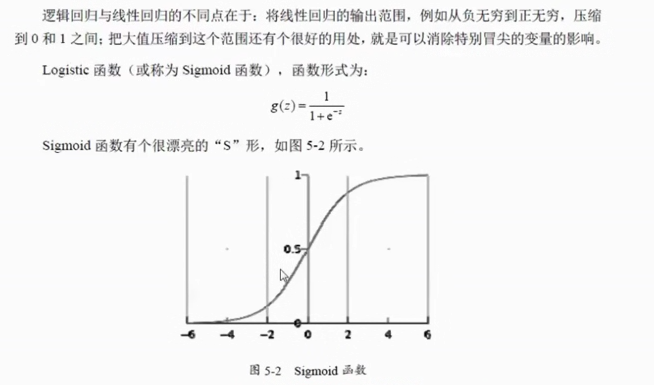 逻辑回归与线性回归的不同点在于：将线性回归的输出范围，例如从负无穷到正无穷，压缩
到 0 和 1 之间；把大值压缩到这个范围还有个很好的用处，就是可以消除特别冒尖的变量的影响。
Logistic 函数（或称为 Sigmoid 函数），函数形式为：
g(z)=1/(1+e^-z)
Sigmoid 函数有个很漂亮的“S”形，如图 5-2 所示。
1
0.5
0
-6 -4 -2 0 2 4 6
图 5-2 Sigmoid 函数